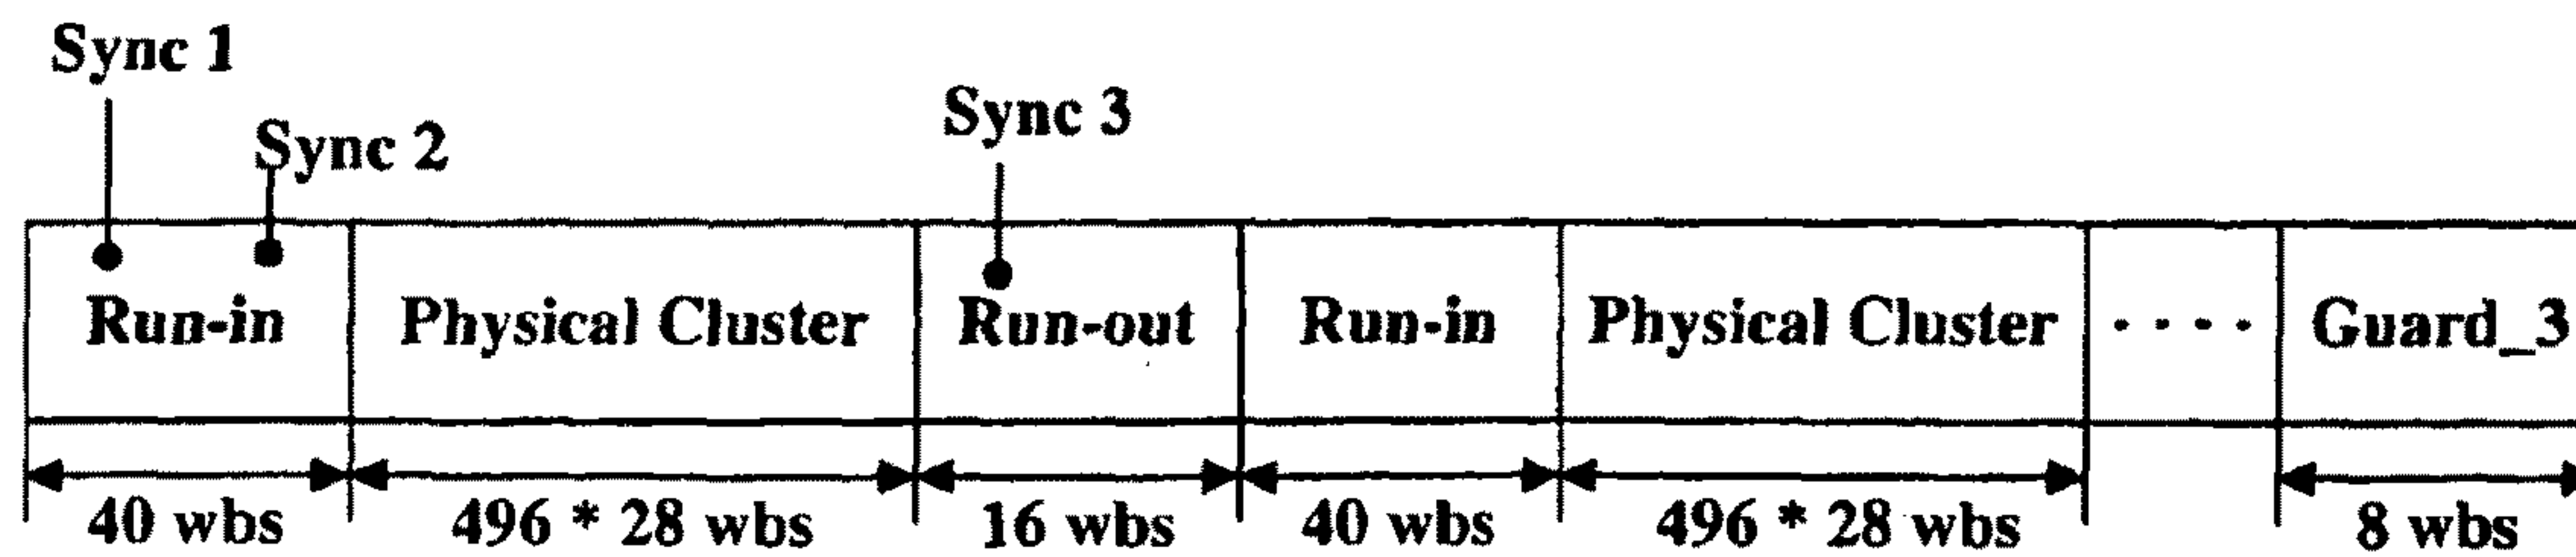 Sync 1
Sync 2
Sync 3
Run-in Physical Cluster Run-out Run-in Physical Cluster . . . . Guard_3
40 wbs 496 * 28 wbs 16 wbs 40 wbs 496 * 28 wbs 8 wbs